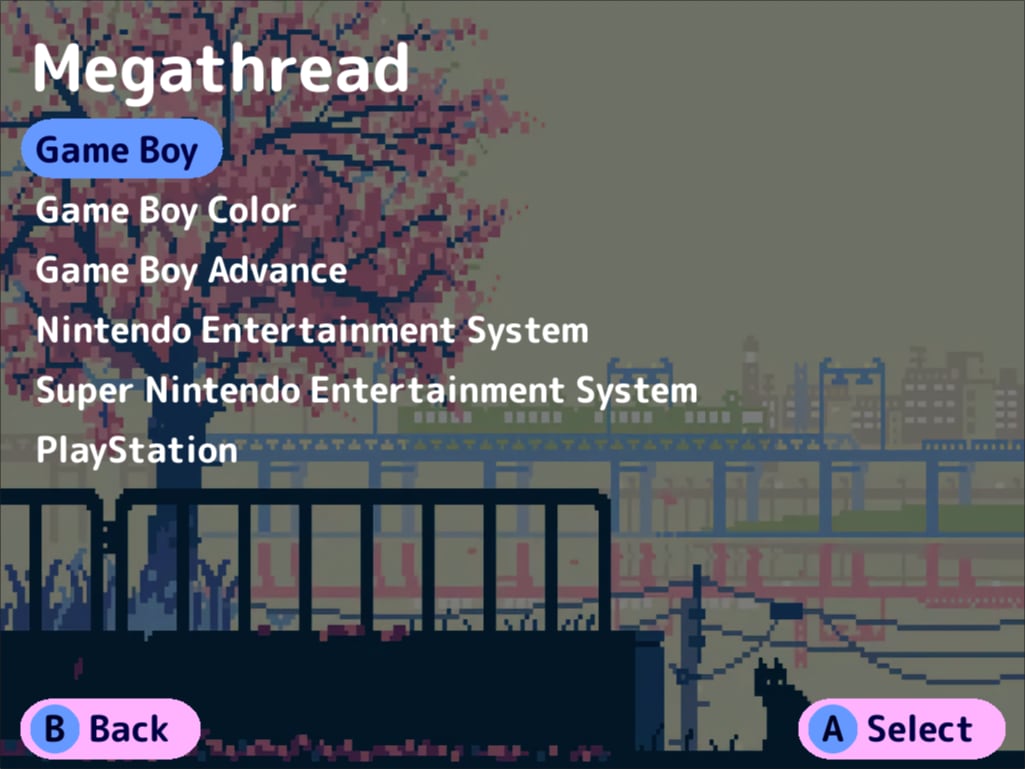 Megathread
Game Boy
Game Boy Color
Game Boy Advance
Nintendo Entertainment System
Super Nintendo Entertainment System
PlayStation
B Back
A Select